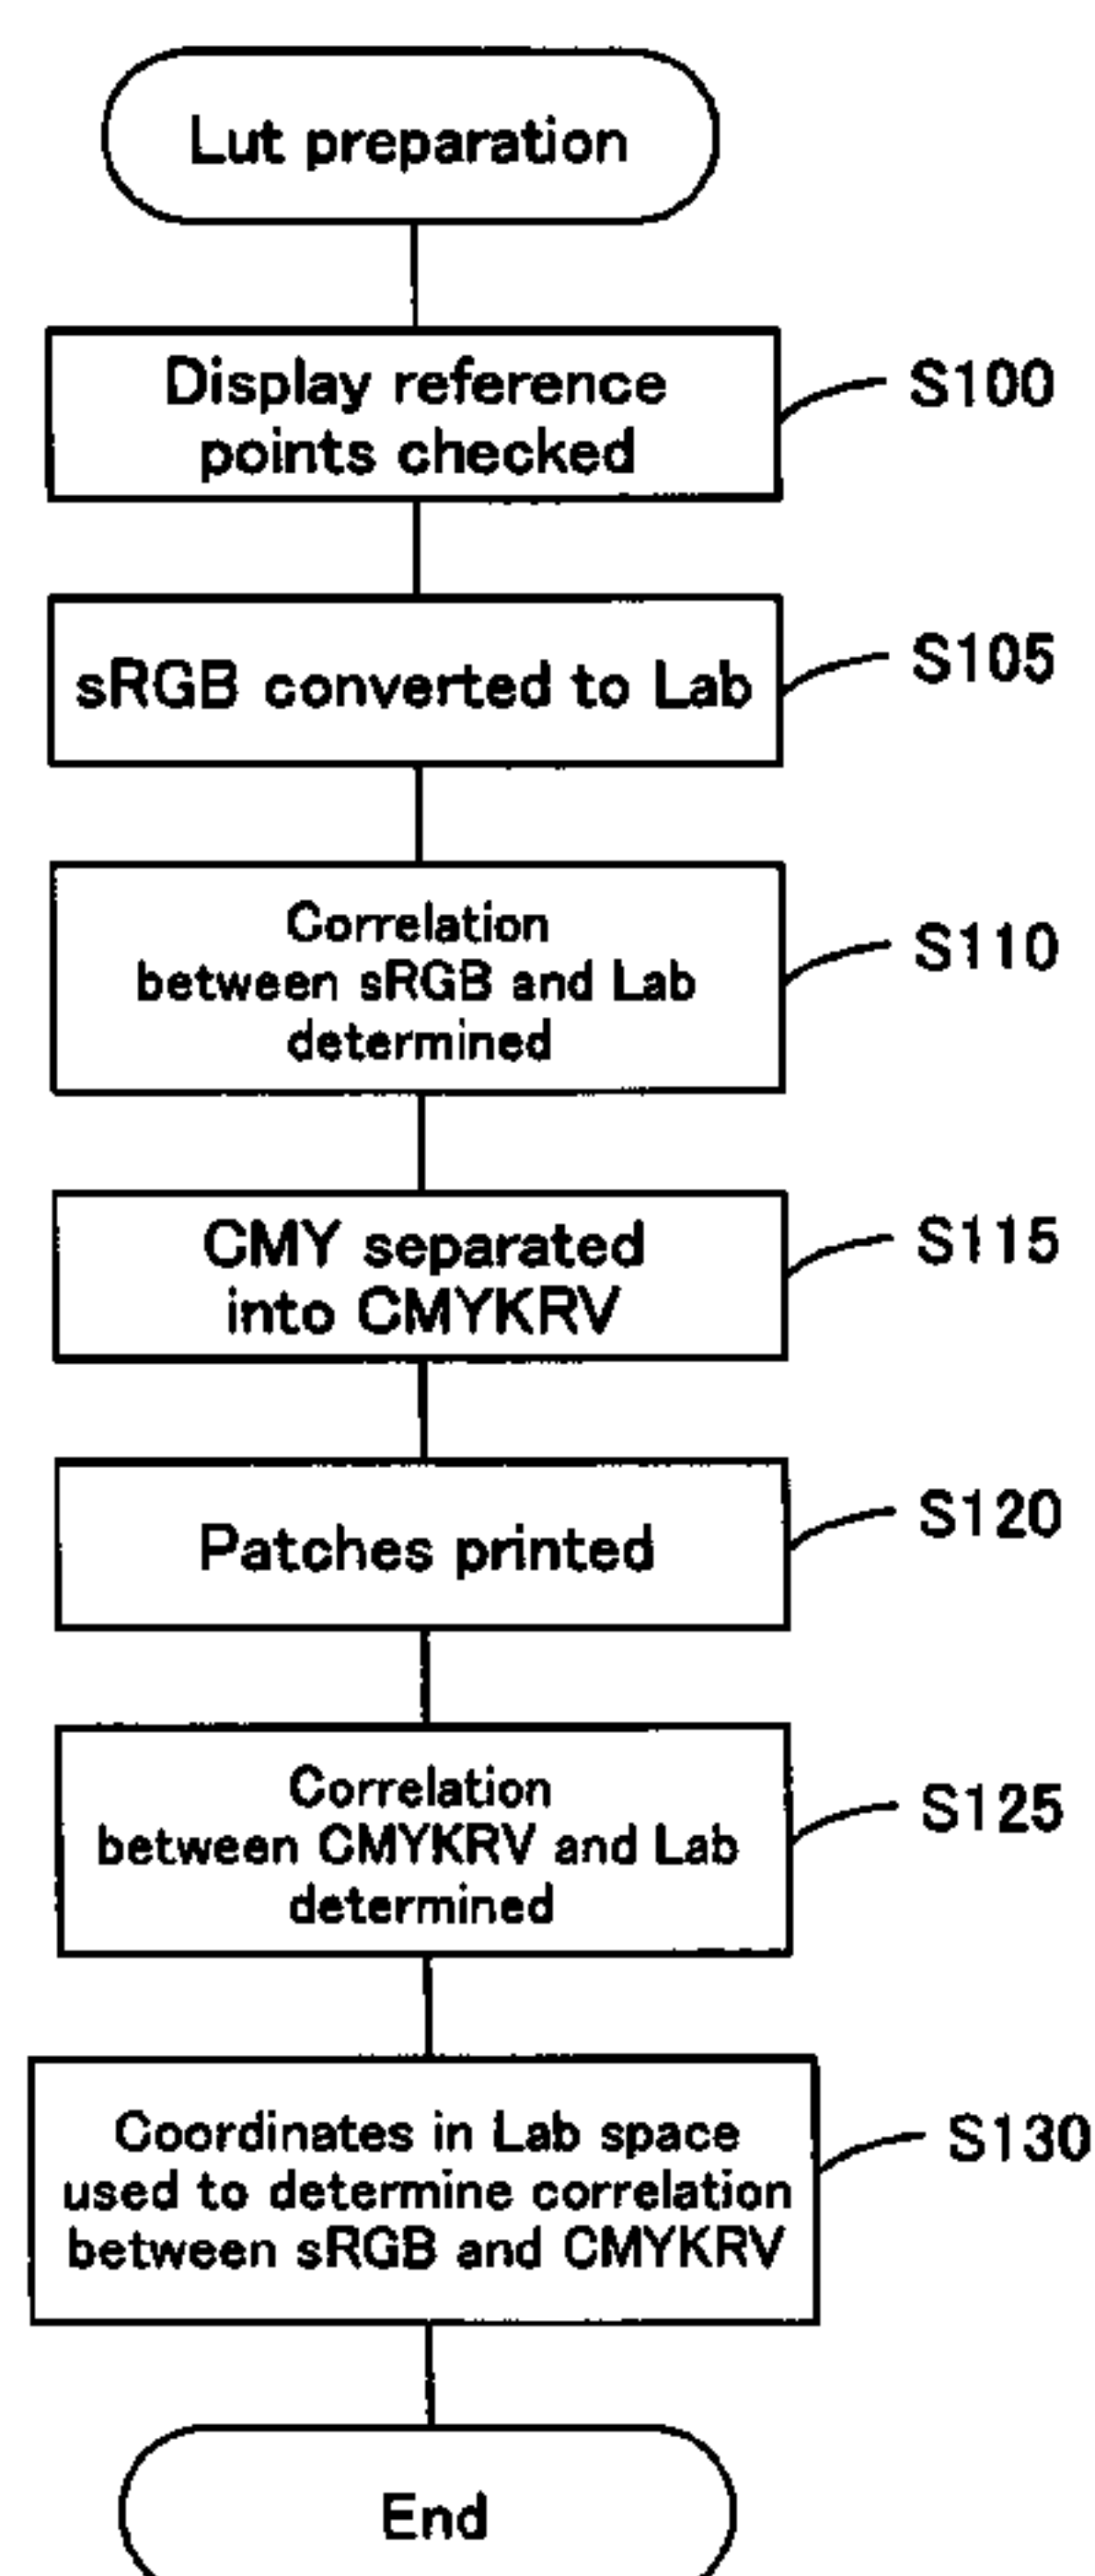 Lut preparation
Display reference
points checked
S100
sRGB converted to Lab
S105
Correlation
between sRGB and Lab
determined
S110
CMY separated
into CMYKRV
S115
Patches printed
S120
Correlation
between CMYKRV and Lab
determined
S125
Coordinates in Lab space
used to determine correlation
between sRGB and CMYKRV
S130
End